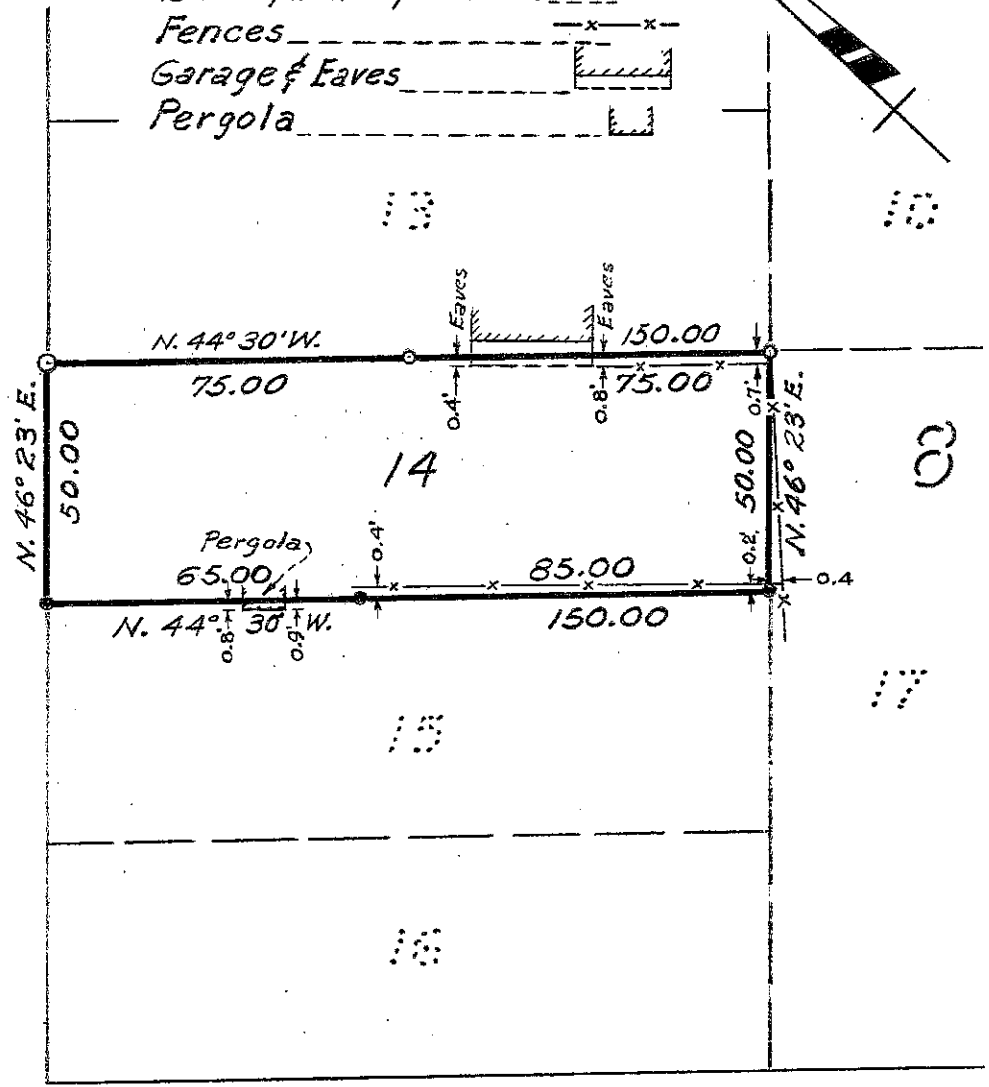 Fences
Garage & Eaves
Pergola
13
10
Eaves
Eaves
N. 44° 30' W.
150.00
75.00
75.00
0.4'
0.8'
0.7'
N. 46° 23' E.
50.00
14
50.00
N. 46° 23' E.
8
Pergola
0.4'
65.00
85.00
0.2'
0.4
N. 44° 30' W.
0.8'
0.9'
150.00
17
15
16